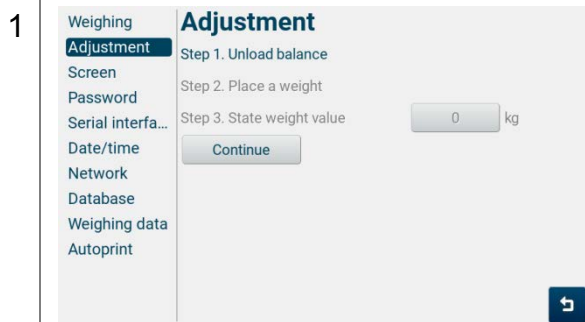 1
Weighing
Adjustment
Screen
Password
Serial interfa...
Date/time
Network
Database
Weighing data
Autoprint
Adjustment
Step 1. Unload balance
Step 2. Place a weight
Step 3. State weight value 0 kg
Continue